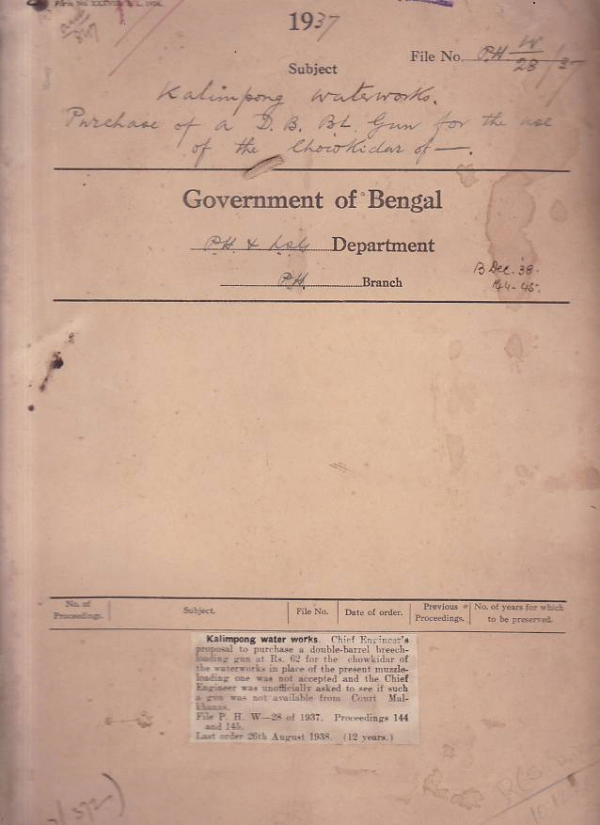 1937
File No. P.H. W/28/37
Subject
Kalimpong Waterworks.
Purchase of a D. B. BL. Gun for the use
of the Chowkidar of —.
Government of Bengal
P.H. & LSG Department
P.H. Branch
B Dec. '38.
144-45.
No. of Proceedings.
Subject.
File No.
Date of order.
Previous Proceedings.
No. of years for which to be preserved.
Kalimpong water works. Chief Engineer's
proposal to purchase a double-barrel breech-
loading gun at Rs. 62 for the chowkidar of
the waterworks in place of the present muzzle-
loading one was not accepted and the Chief
Engineer was unofficially asked to see if such
a gun was not available from Court Mal-
khanas.
File P. H. W—28 of 1937. Proceedings 144
and 145.
Last order 26th August 1938. (12 years.)